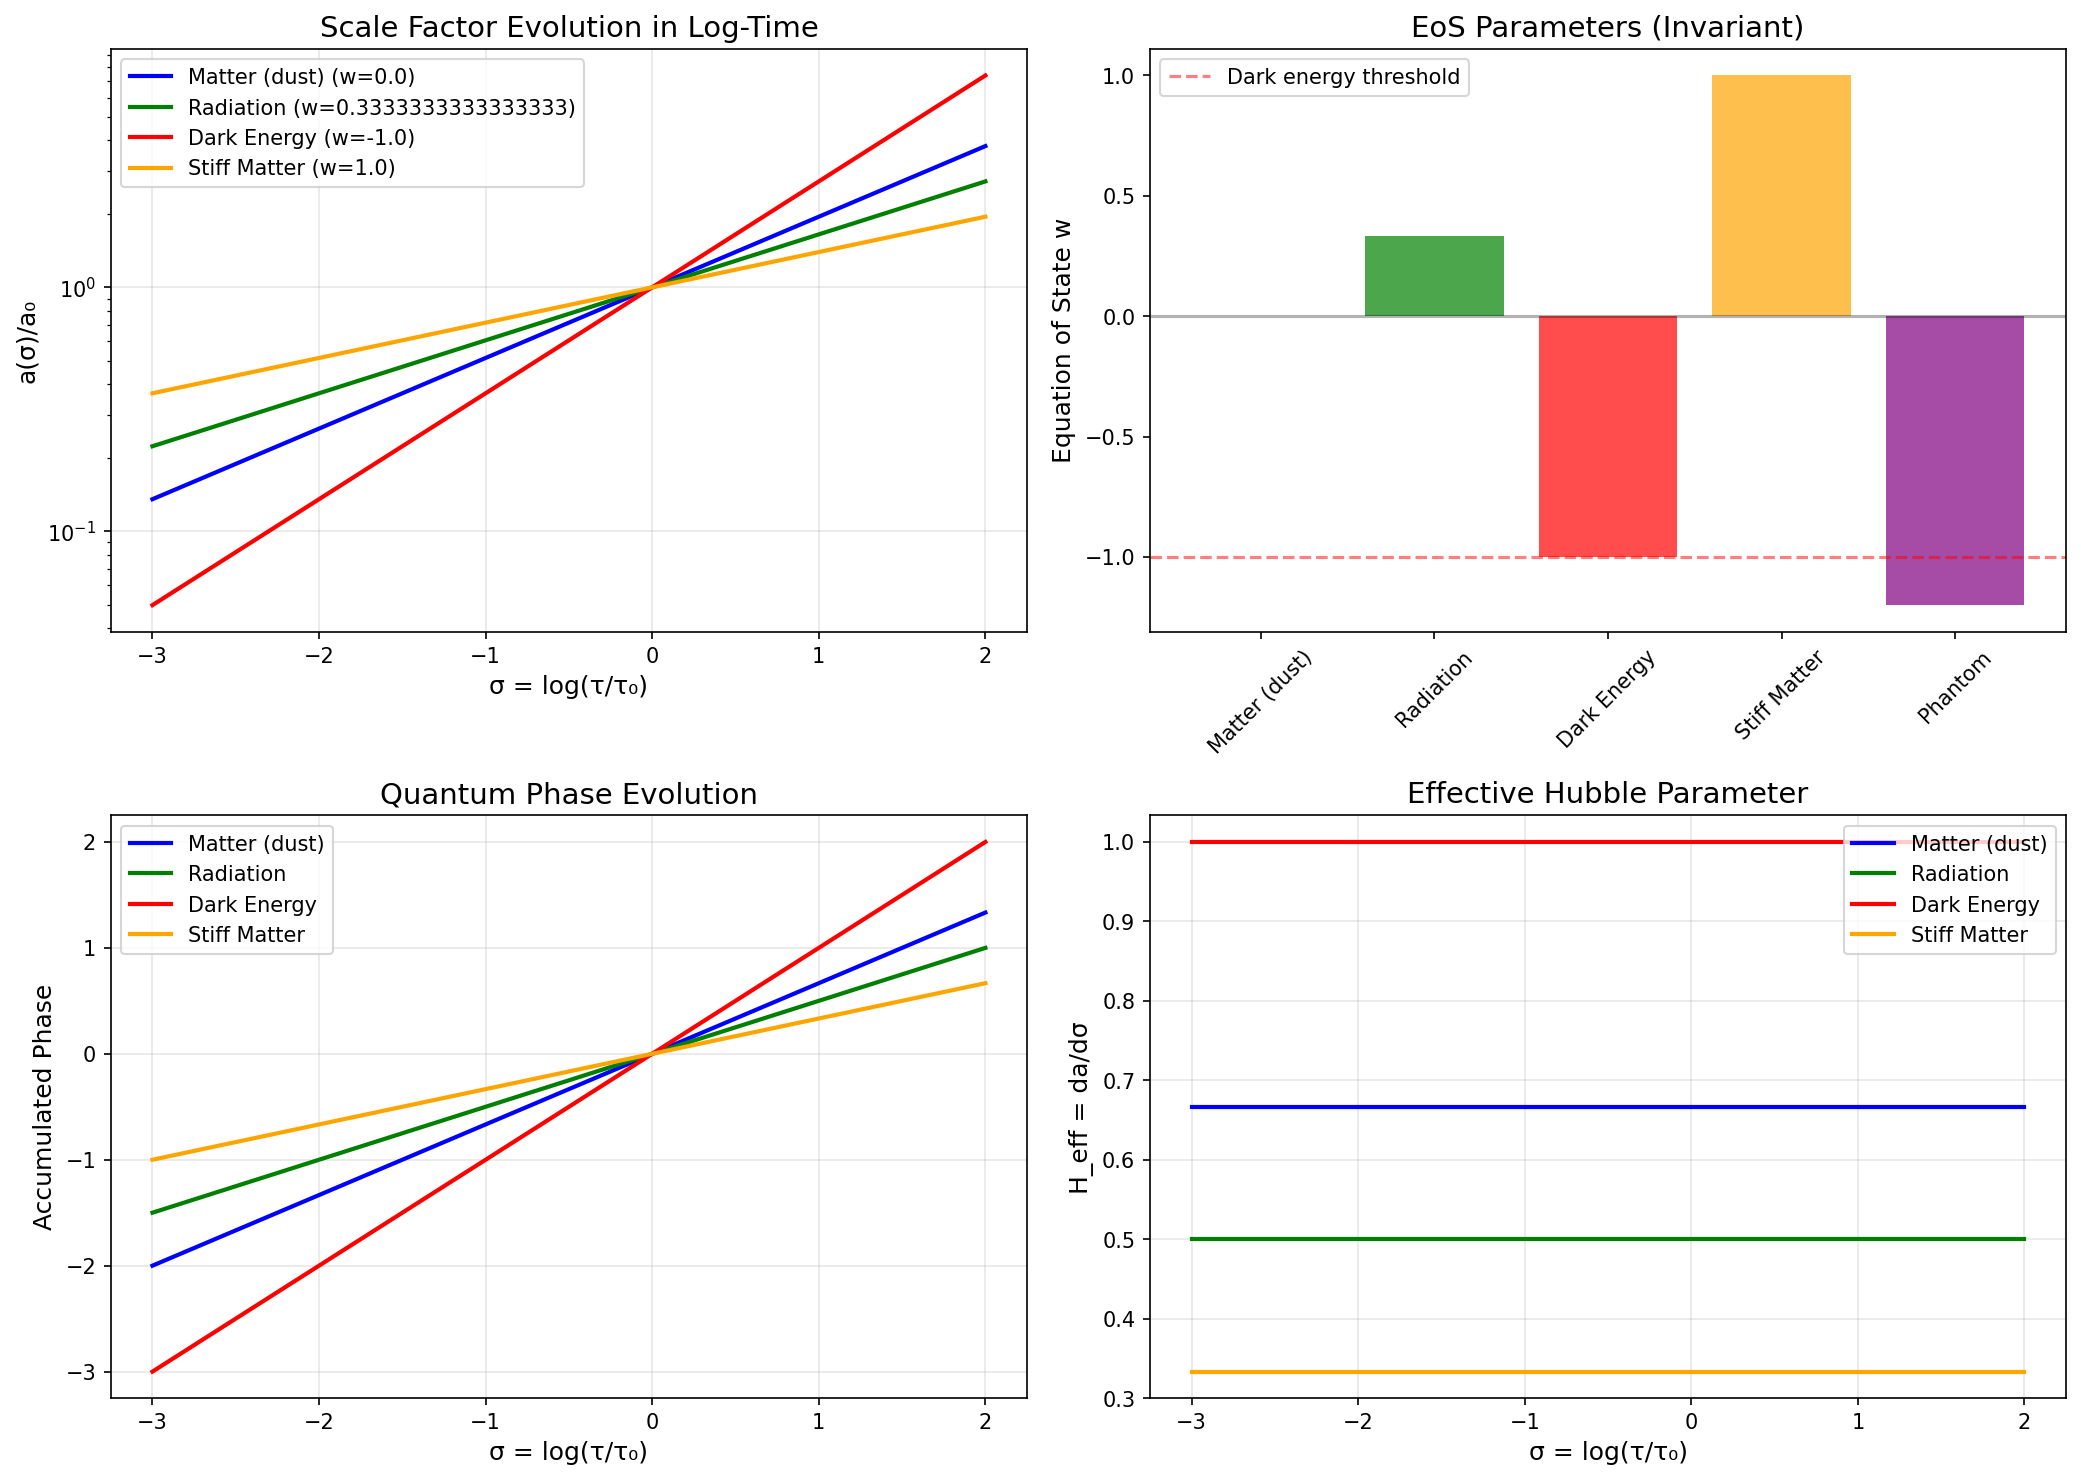 Scale Factor Evolution in Log-Time
Matter (dust) (w=0.0)
Radiation (w=0.3333333333333333)
Dark Energy (w=-1.0)
Stiff Matter (w=1.0)
a(σ)/a₀
10⁰
10⁻¹
−3 −2 −1 0 1 2
σ = log(τ/τ₀)
EoS Parameters (Invariant)
Dark energy threshold
Equation of State w
1.0
0.5
0.0
−0.5
−1.0
Matter (dust)
Radiation
Dark Energy
Stiff Matter
Phantom
Quantum Phase Evolution
Matter (dust)
Radiation
Dark Energy
Stiff Matter
Accumulated Phase
2
1
0
−1
−2
−3
−3 −2 −1 0 1 2
σ = log(τ/τ₀)
Effective Hubble Parameter
Matter (dust)
Radiation
Dark Energy
Stiff Matter
H_eff = da/dσ
1.0
0.9
0.8
0.7
0.6
0.5
0.4
0.3
−3 −2 −1 0 1 2
σ = log(τ/τ₀)